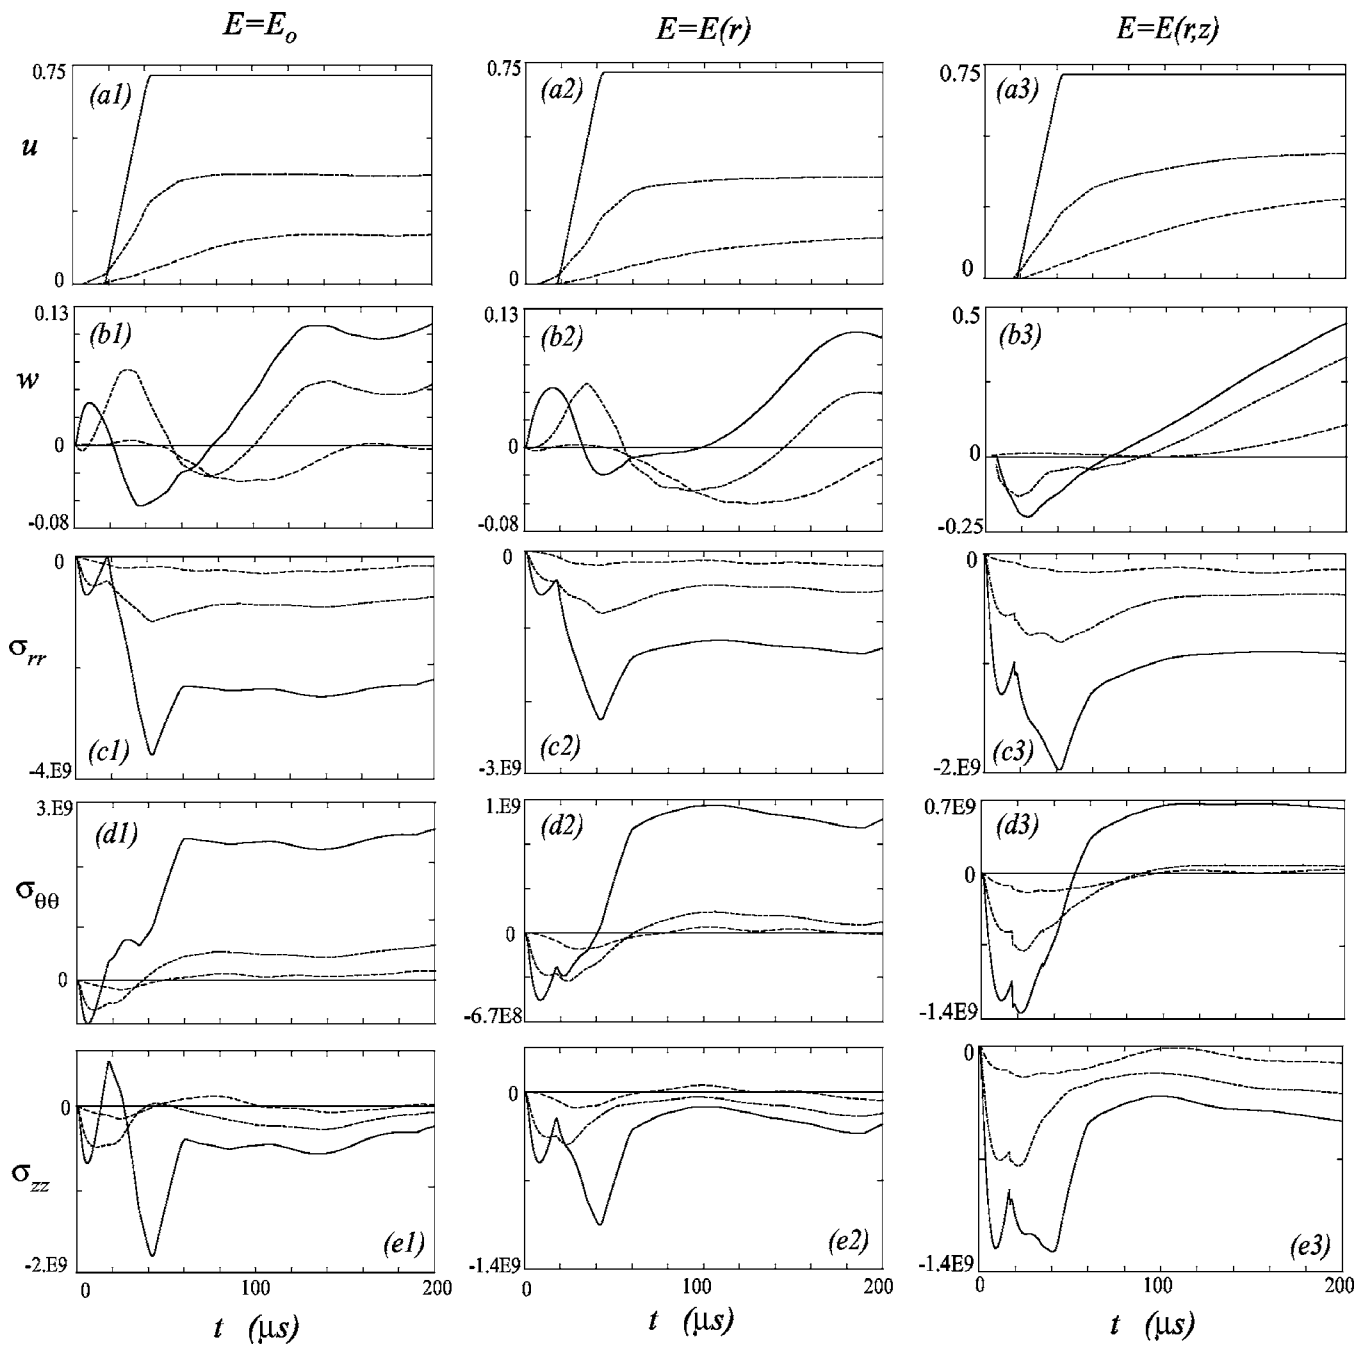 E=Eo E=E(r) E=E(r,z)
0.75 (a1) 0.75 (a2) 0.75 (a3)
u
0 0 0
0.13 (b1) 0.13 (b2) 0.5 (b3)
w
0 0 0
-0.08 -0.08 -0.25
0 0 0
σrr
(c1) (c2) (c3)
-4.E9 -3.E9 -2.E9
3.E9 (d1) 1.E9 (d2) 0.7E9 (d3)
σθθ
0 0 0
-6.7E8 -1.4E9
0 0 0
σzz
(e1) (e2) (e3)
-2.E9 -1.4E9 -1.4E9
0 100 200 0 100 200 0 100 200
t (μs) t (μs) t (μs)